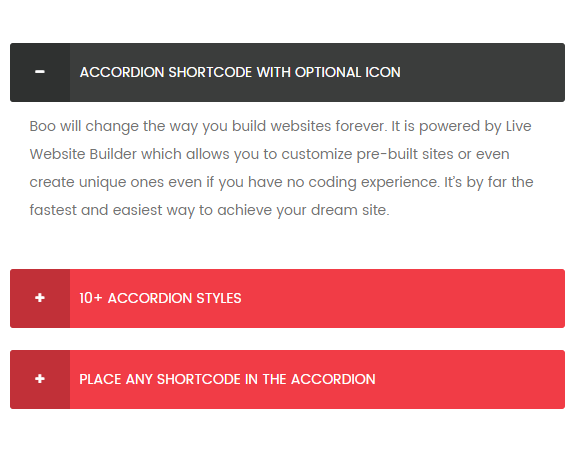 ACCORDION SHORTCODE WITH OPTIONAL ICON
Boo will change the way you build websites forever. It is powered by Live
Website Builder which allows you to customize pre-built sites or even
create unique ones even if you have no coding experience. It's by far the
fastest and easiest way to achieve your dream site.
10+ ACCORDION STYLES
PLACE ANY SHORTCODE IN THE ACCORDION